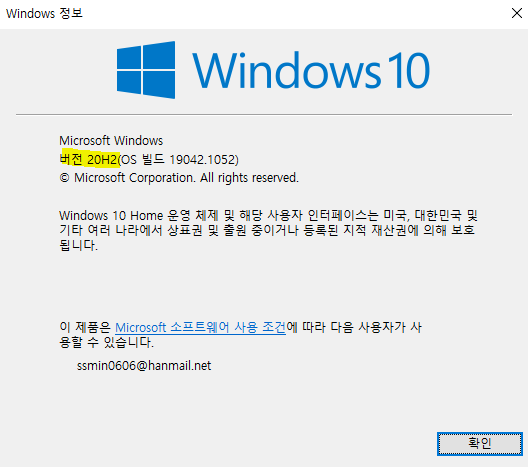 Windows 정보
Windows 10
Microsoft Windows
버전 20H2(OS 빌드 19042.1052)
© Microsoft Corporation. All rights reserved.
Windows 10 Home 운영 체제 및 해당 사용자 인터페이스는 미국, 대한민국 및
기타 여러 나라에서 상표권 및 출원 중이거나 등록된 지적 재산권에 의해 보호
됩니다.
이 제품은 Microsoft 소프트웨어 사용 조건에 따라 다음 사용자가 사
용할 수 있습니다.
ssmin0606@hanmail.net
확인